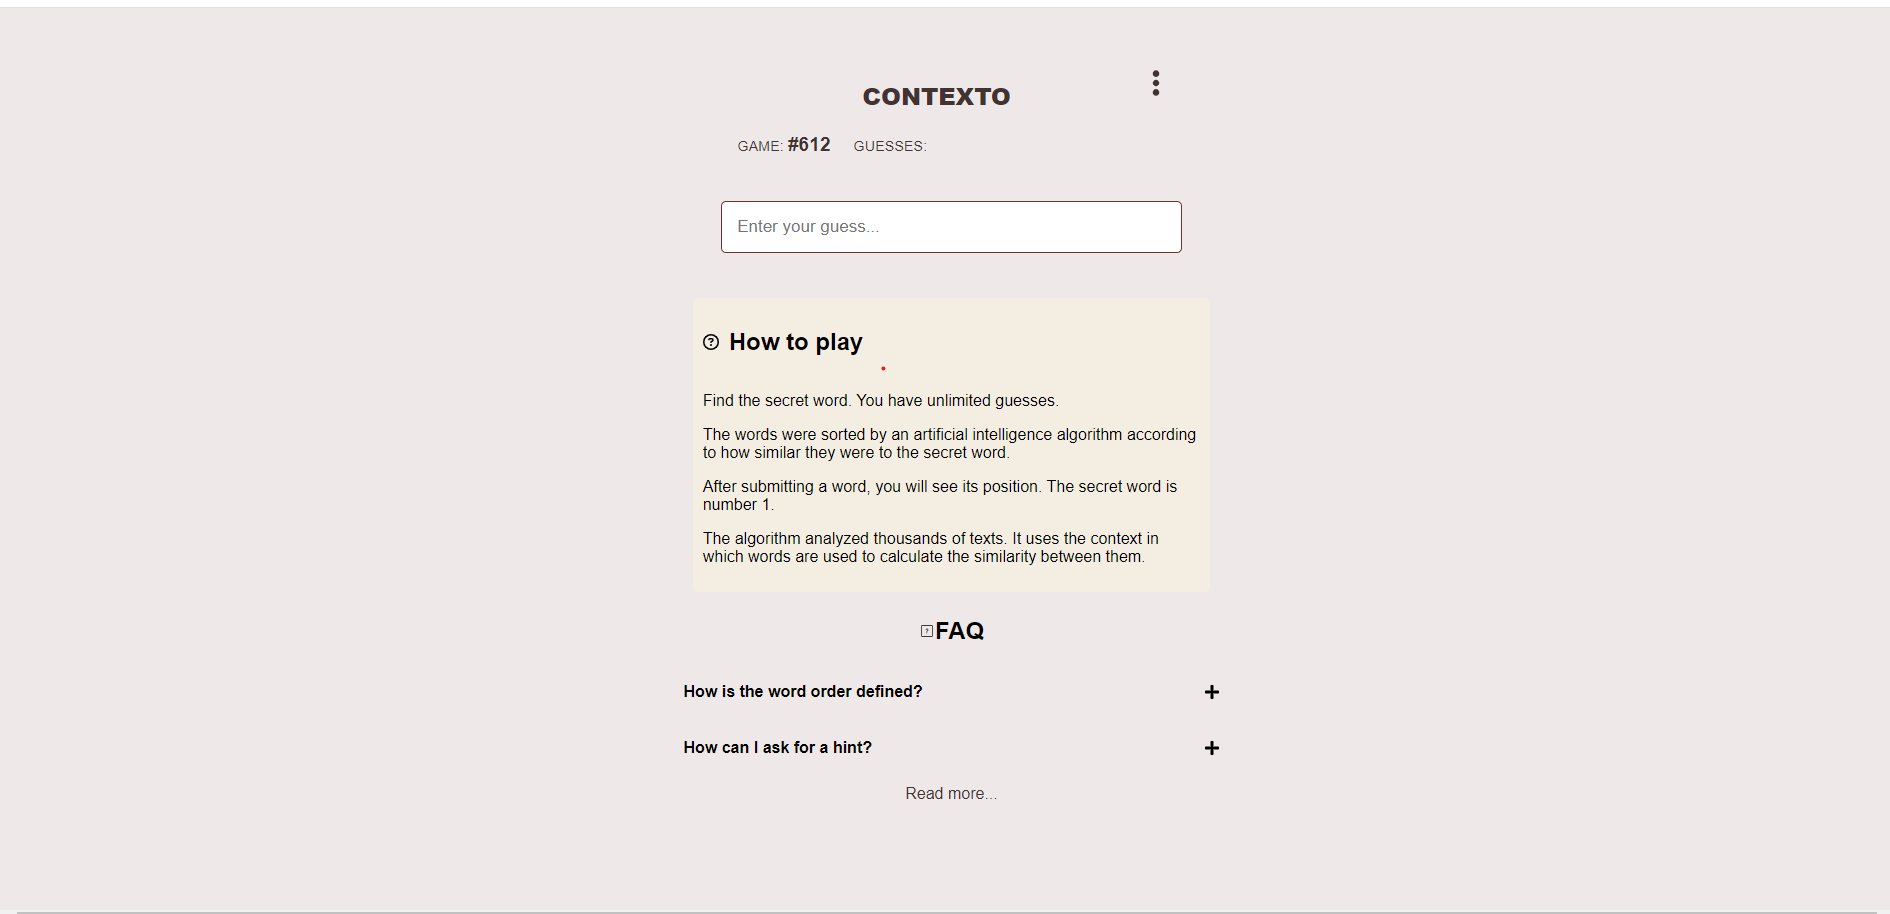 CONTEXTO
GAME: #612 GUESSES:
Enter your guess...
How to play
Find the secret word. You have unlimited guesses.
The words were sorted by an artificial intelligence algorithm according
to how similar they were to the secret word.
After submitting a word, you will see its position. The secret word is
number 1.
The algorithm analyzed thousands of texts. It uses the context in
which words are used to calculate the similarity between them.
FAQ
How is the word order defined?
How can I ask for a hint?
Read more...